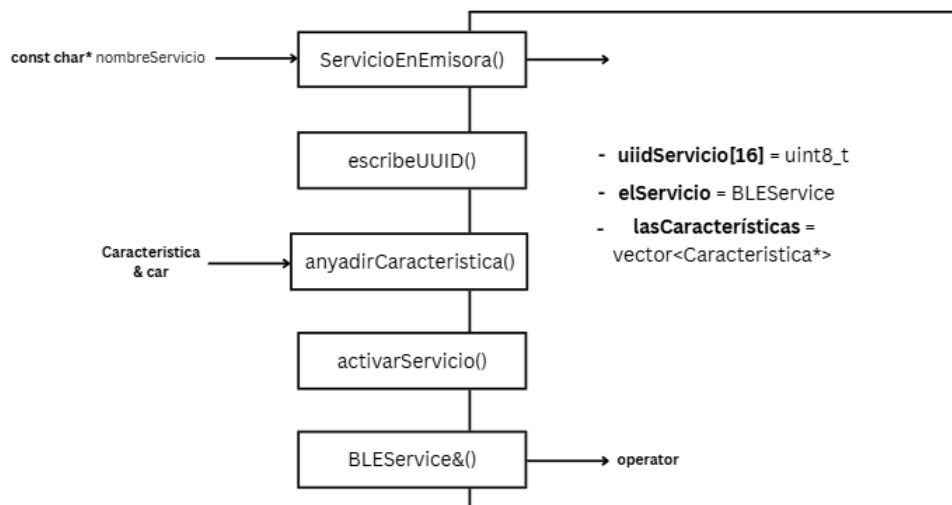 const char* nombreServicio
ServicioEnEmisora()
escribeUUID()
- uiidServicio[16] = uint8_t
- elServicio = BLEService
- lasCaracterísticas =
vector<Caracteristica*>
Caracteristica
& car
anyadirCaracteristica()
activarServicio()
BLEService&()
operator